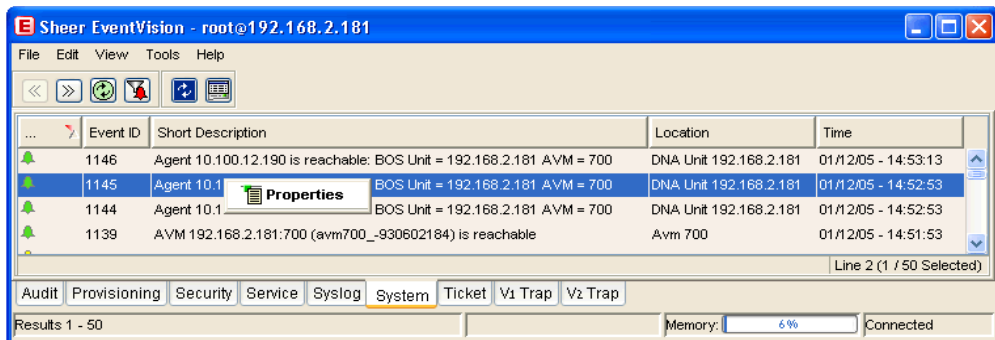 Sheer EventVision - root@192.168.2.181
File Edit View Tools Help
... Event ID Short Description Location Time
1146 Agent 10.100.12.190 is reachable: BOS Unit = 192.168.2.181 AVM = 700 DNA Unit 192.168.2.181 01/12/05 - 14:53:13
1145 Agent 10.1 BOS Unit = 192.168.2.181 AVM = 700 DNA Unit 192.168.2.181 01/12/05 - 14:52:53
Properties
1144 Agent 10.1 BOS Unit = 192.168.2.181 AVM = 700 DNA Unit 192.168.2.181 01/12/05 - 14:52:53
1139 AVM 192.168.2.181:700 (avm700_-930602184) is reachable Avm 700 01/12/05 - 14:51:53
Line 2 (1 / 50 Selected)
Audit Provisioning Security Service Syslog System Ticket V1 Trap V2 Trap
Results 1 - 50 Memory: 6% Connected